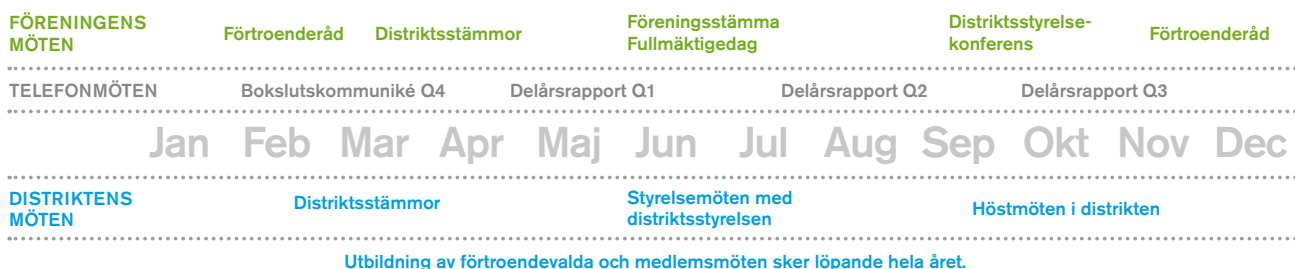 FÖRENINGENS
MÖTEN
Förtroenderåd
Distriktsstämmor
Föreningsstämma
Fullmäktigedag
Distriktsstyrelse-
konferens
Förtroenderåd
TELEFONMÖTEN
Bokslutskommuniké Q4
Delårsrapport Q1
Delårsrapport Q2
Delårsrapport Q3
Jan Feb Mar Apr Maj Jun Jul Aug Sep Okt Nov Dec
DISTRIKTENS
MÖTEN
Distriktsstämmor
Styrelsemöten med
distriktsstyrelsen
Höstmöten i distrikten
Utbildning av förtroendevalda och medlemsmöten sker löpande hela året.